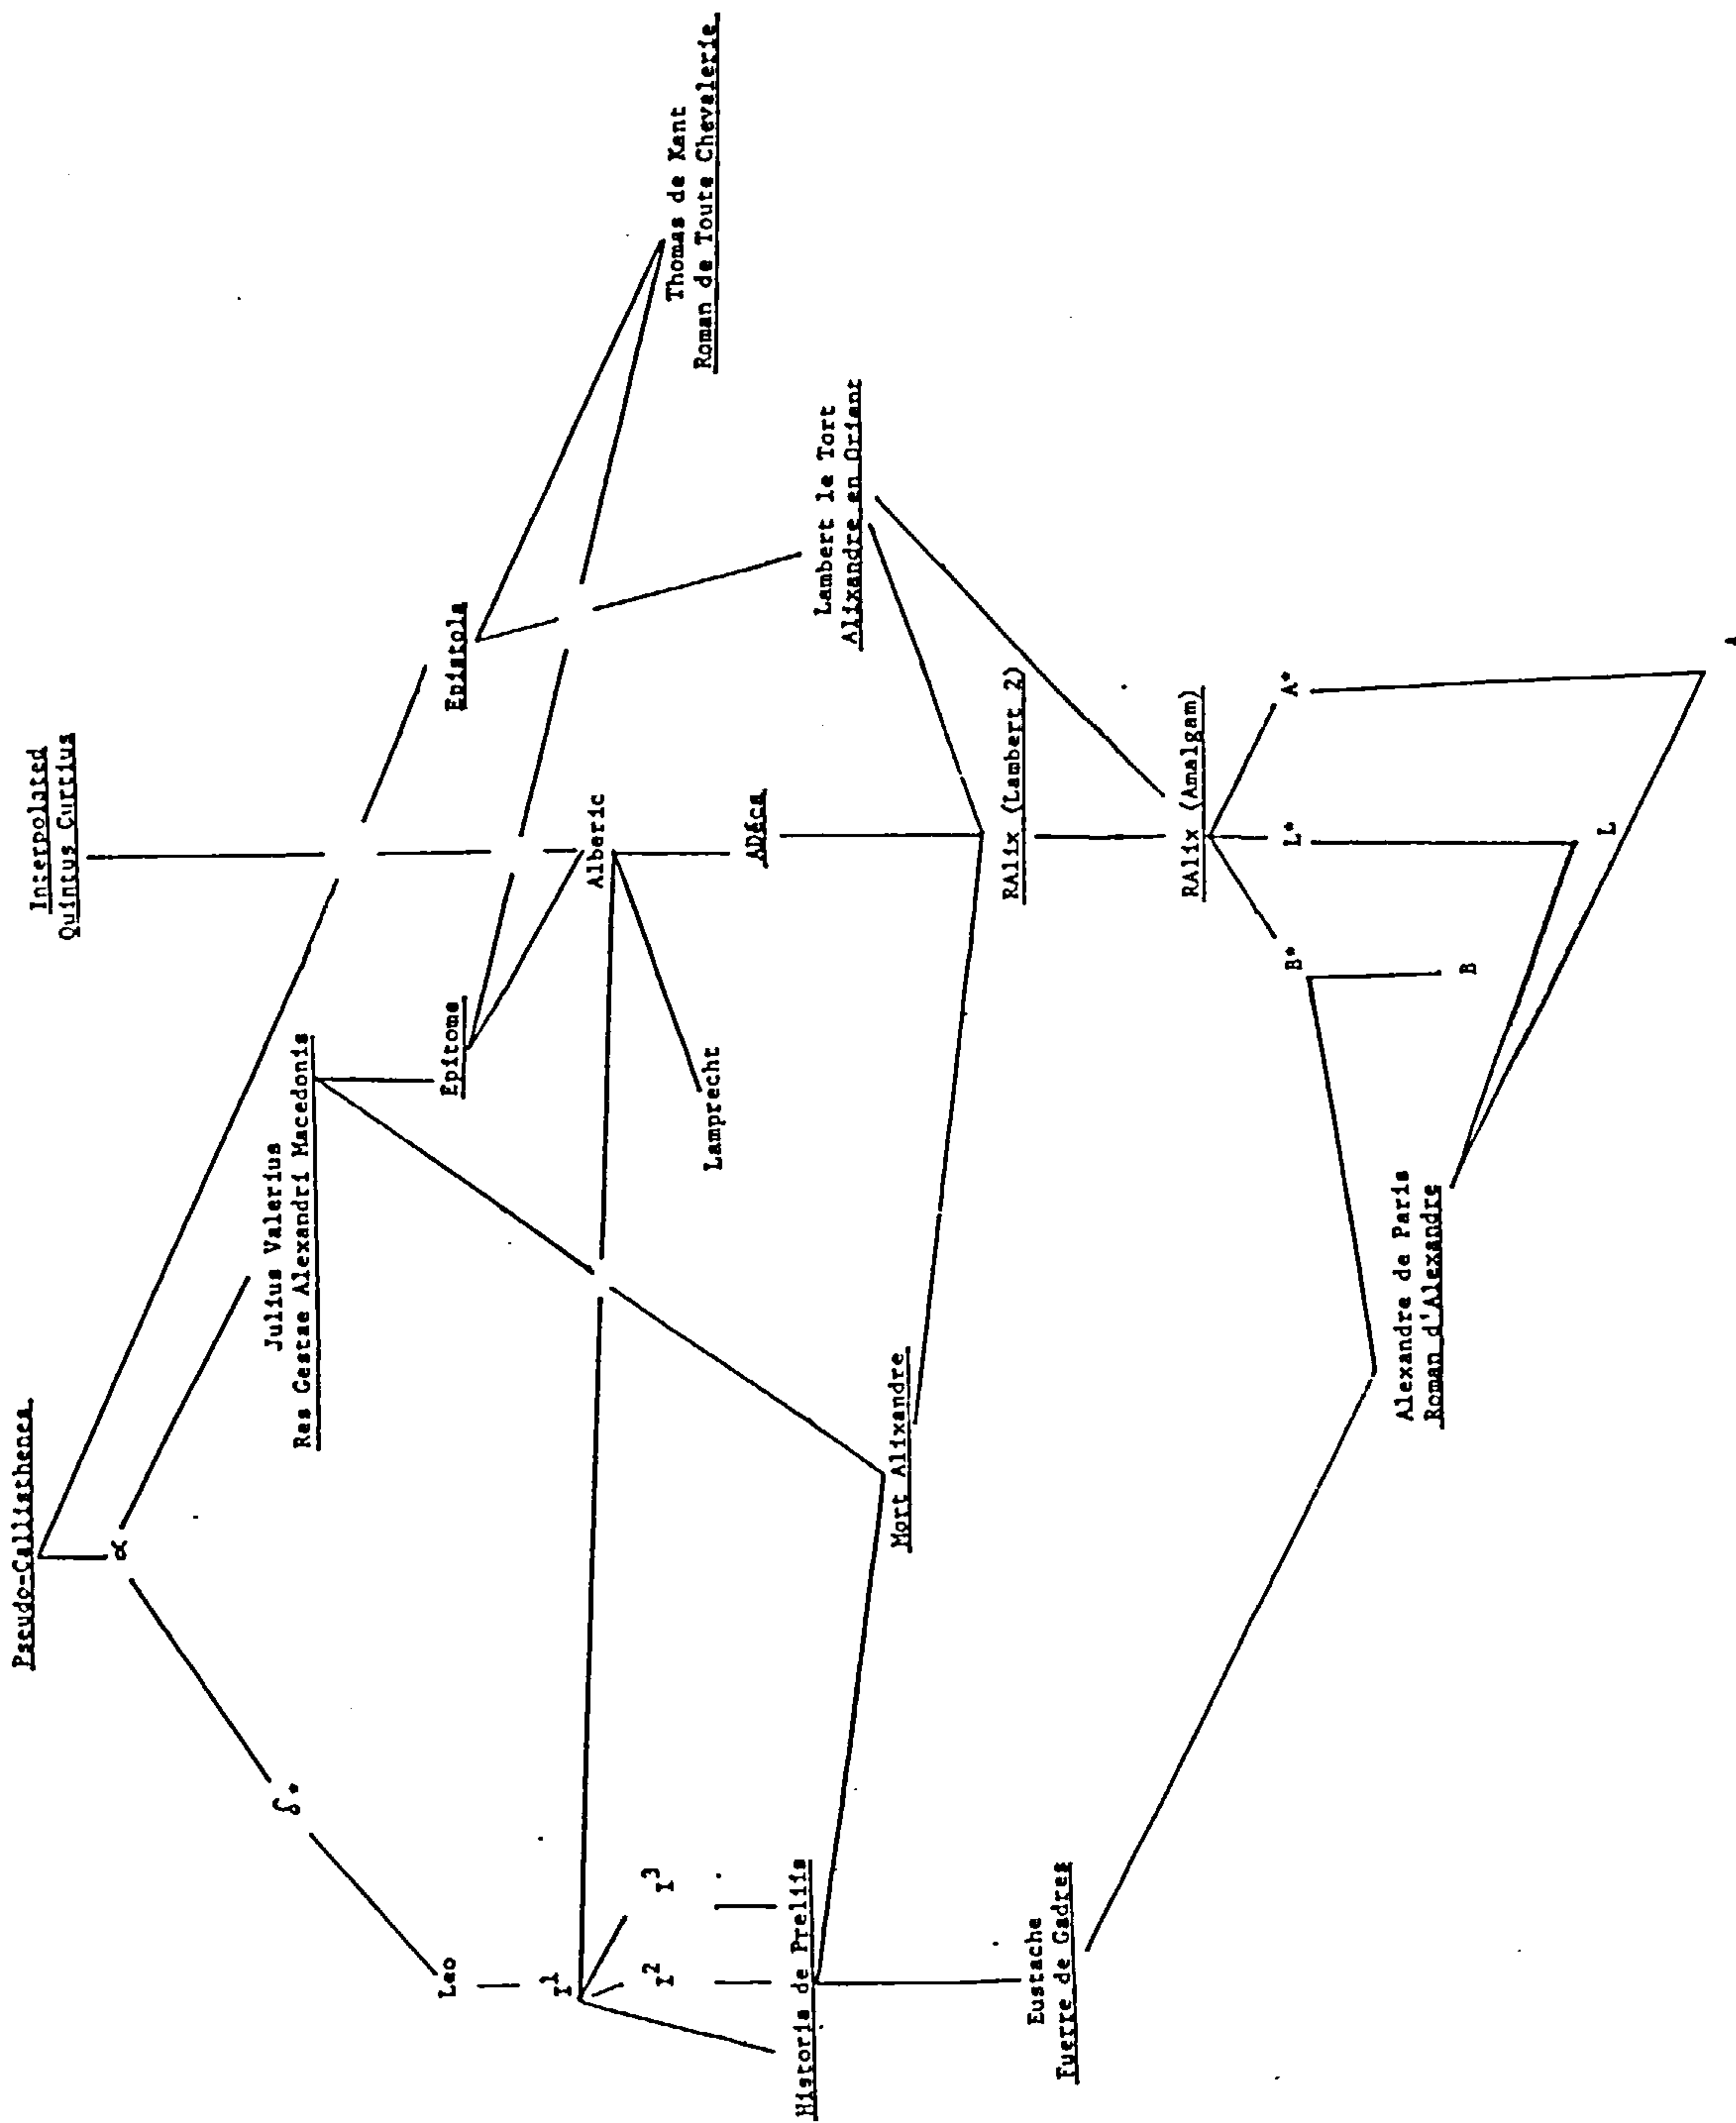 Pseudo-Callisthenes
Interpolated
Quintus Curtius
α
Julius Valerius
Res Gestae Alexandri Macedonis
δ*
Leo
Epitome
Epistola
I¹
Alberic
I²
I³
Thomas de Kent
Roman de Toute Chevalerie
Lamprecht
ADéca
Historia de Preliis
Mort Alixandre
Lambert le Tort
Alixandre en Orient
Eustache
Fuerre de Gadres
RAlix (Lambert 2)
RAlix (Amalgam)
B*
L*
A*
Alexandre de Paris
Roman d'Alexandre
B
L
A